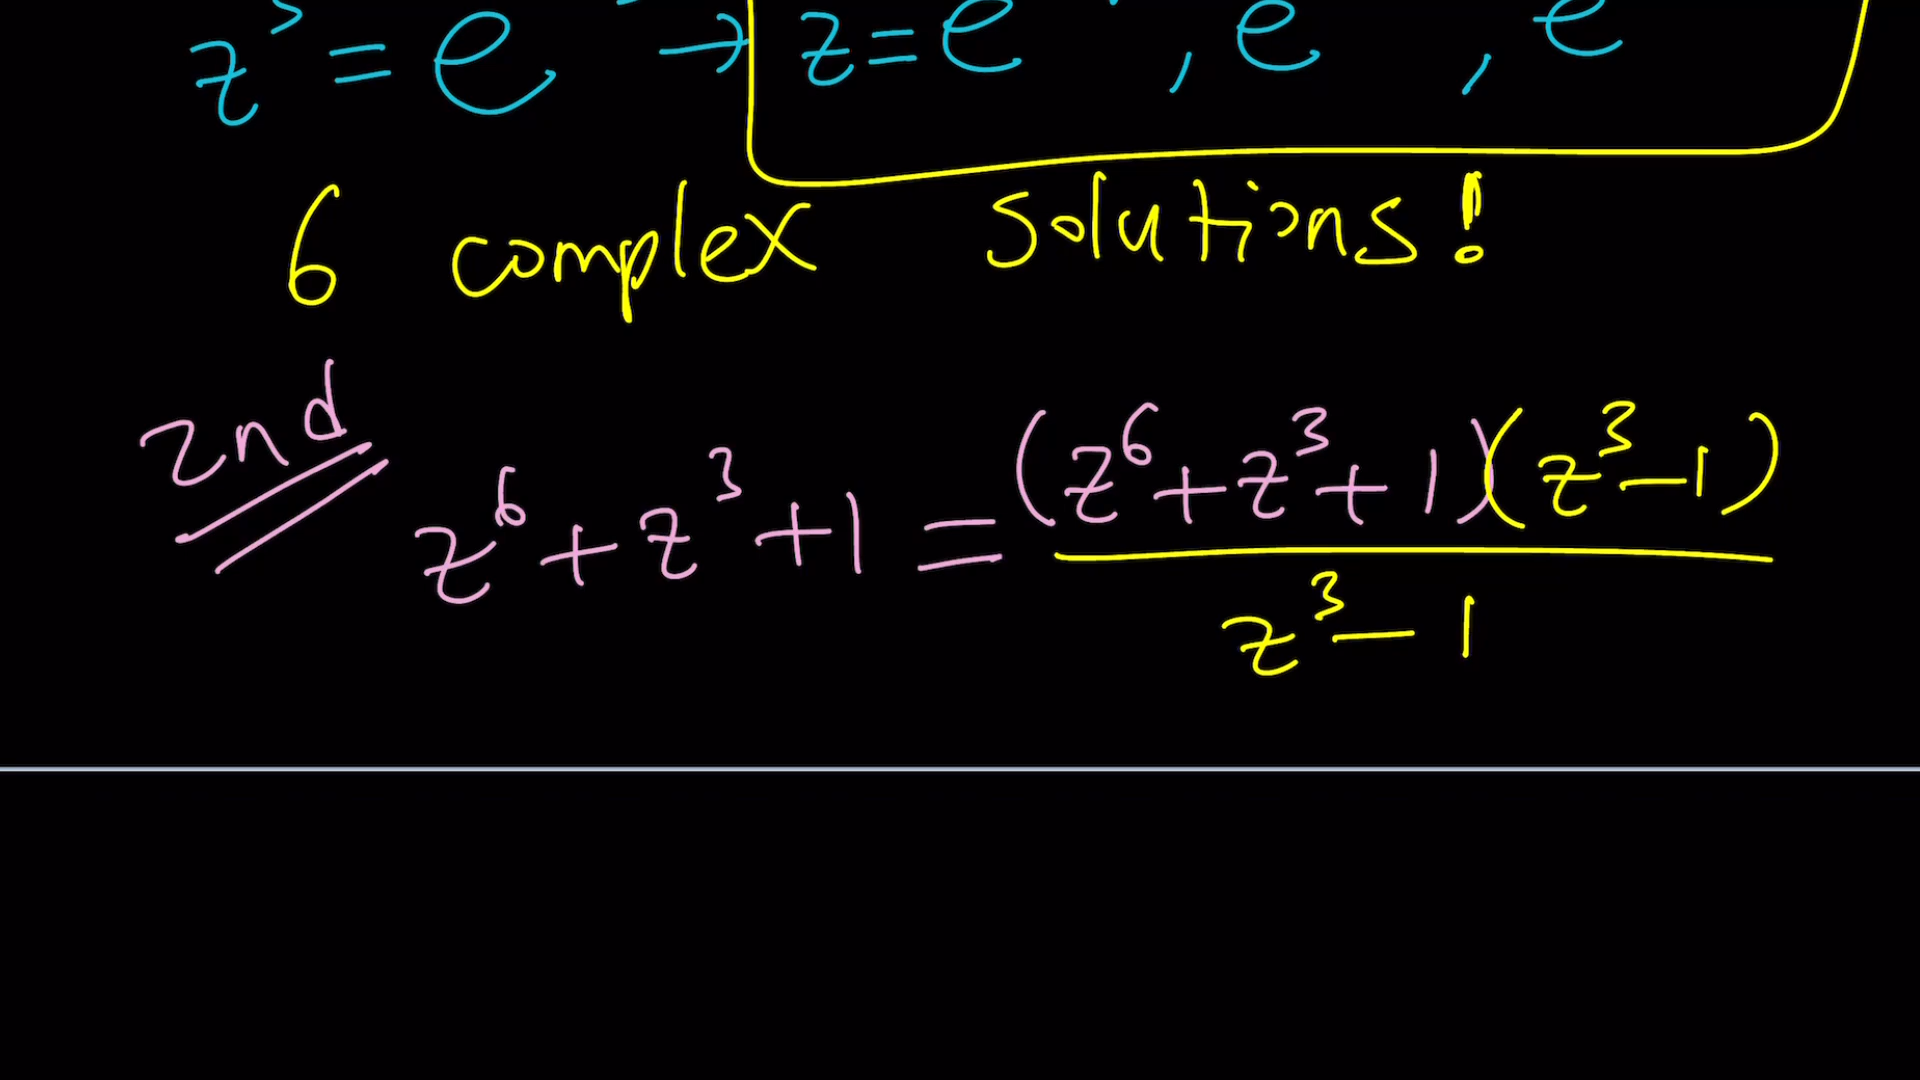 z³ = e → z = e , e , e
6 complex solutions!
2nd
z⁶ + z³ + 1 = (z⁶ + z³ + 1)(z³ − 1)
z³ − 1